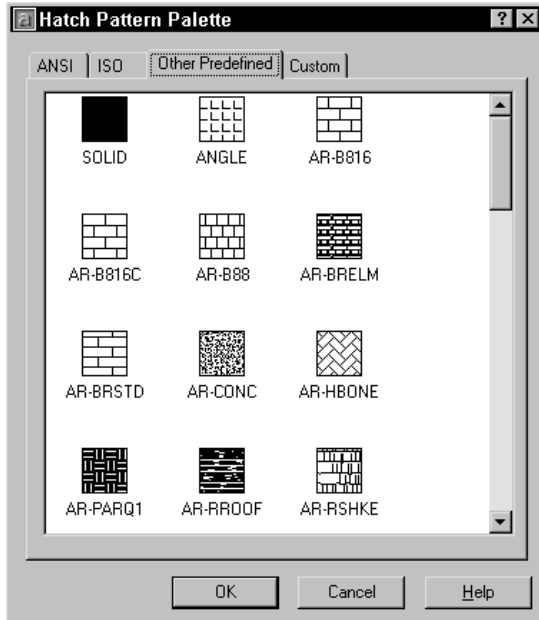 Hatch Pattern Palette
ANSI ISO Other Predefined Custom
SOLID ANGLE AR-B816
AR-B816C AR-B88 AR-BRELM
AR-BRSTD AR-CONC AR-HBONE
AR-PARQ1 AR-RROOF AR-RSHKE
OK Cancel Help